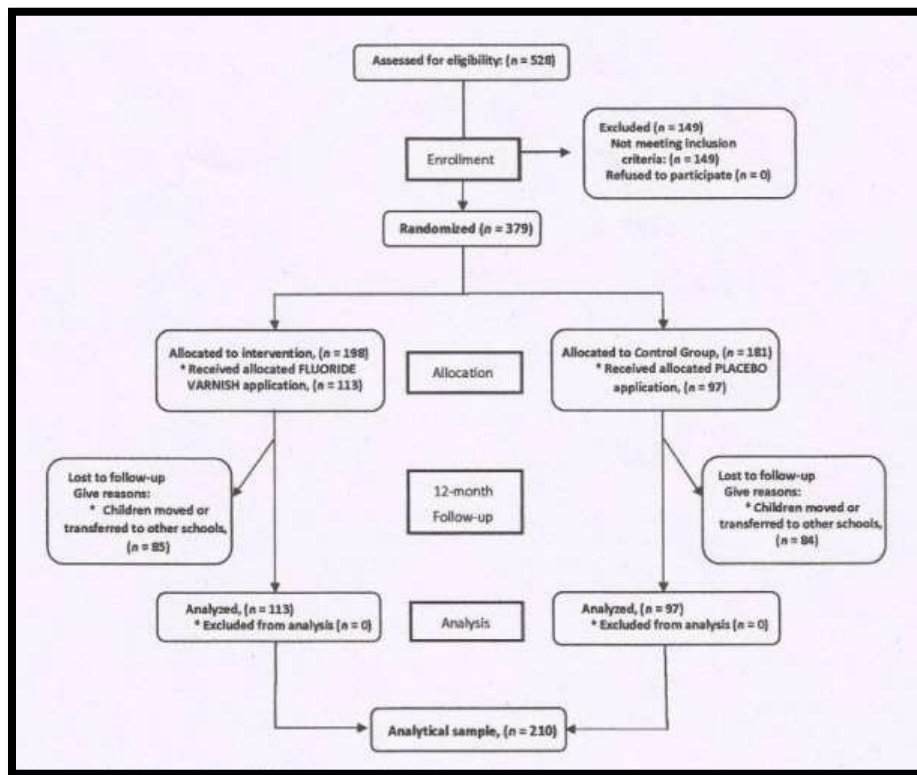 Assessed for eligibility: (n = 528)
Enrollment
Excluded (n = 149)
Not meeting inclusion
criteria: (n = 149)
Refused to participate (n = 0)
Randomized (n = 379)
Allocated to intervention, (n = 198)
* Received allocated FLUORIDE
VARNISH application, (n = 113)
Allocation
Allocated to Control Group, (n = 181)
* Received allocated PLACEBO
application, (n = 97)
Lost to follow-up
Give reasons:
* Children moved or
transferred to other schools,
(n = 85)
12-month
Follow-up
Lost to follow-up
Give reasons:
* Children moved or
transferred to other schools,
(n = 84)
Analyzed, (n = 113)
* Excluded from analysis (n = 0)
Analysis
Analyzed, (n = 97)
* Excluded from analysis (n = 0)
Analytical sample, (n = 210)